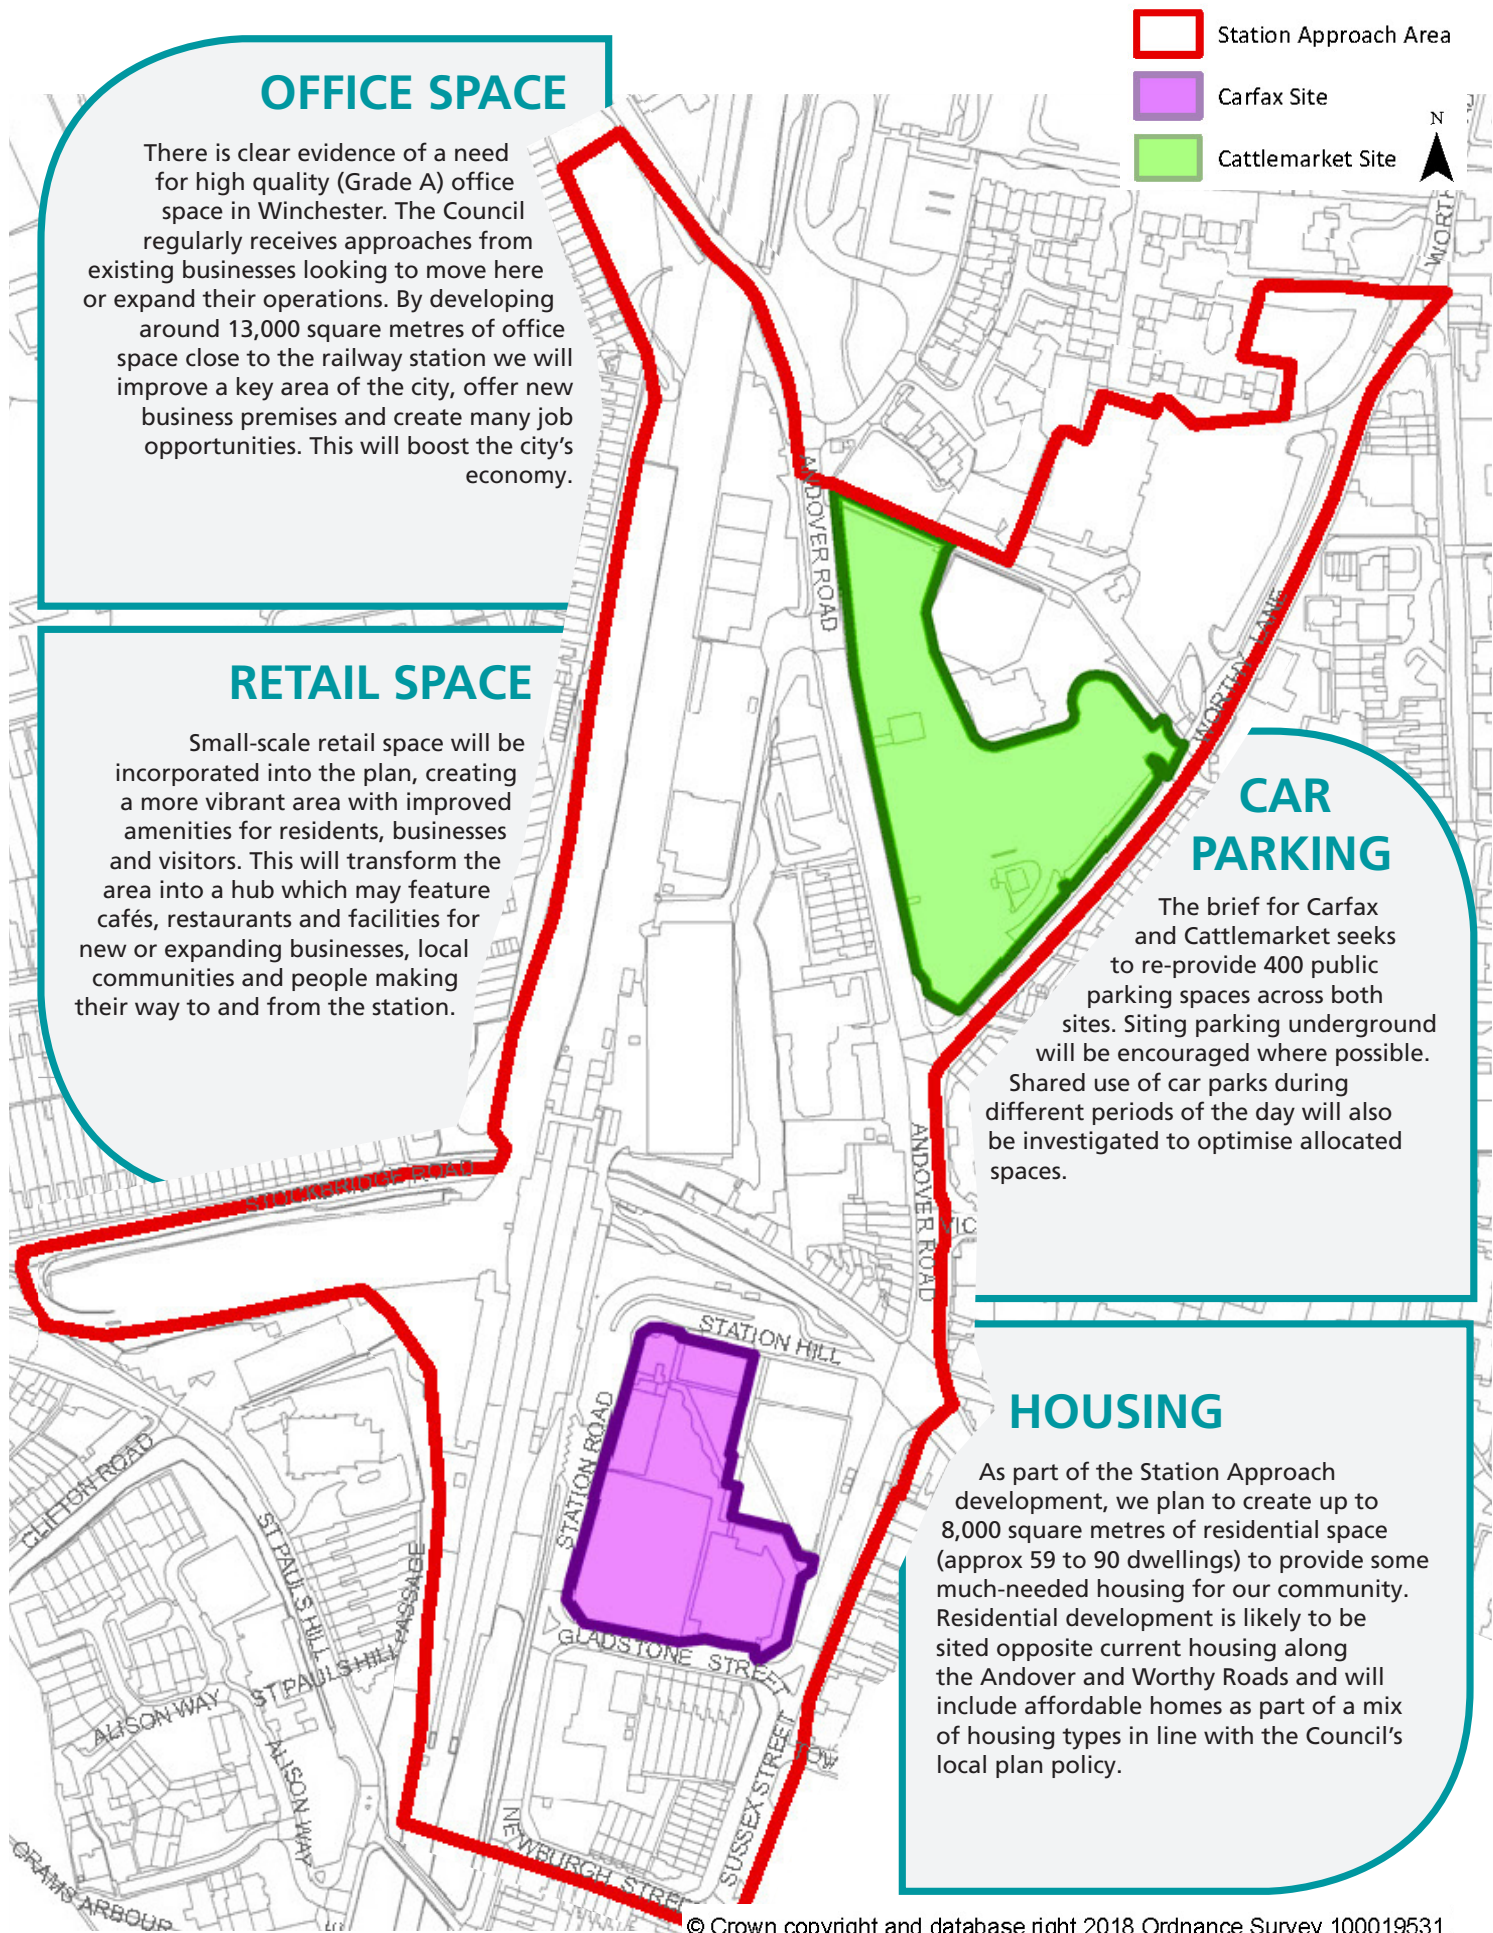 Station Approach Area
Carfax Site
Cattlemarket Site
N
OFFICE SPACE
There is clear evidence of a need
for high quality (Grade A) office
space in Winchester. The Council
regularly receives approaches from
existing businesses looking to move here
or expand their operations. By developing
around 13,000 square metres of office
space close to the railway station we will
improve a key area of the city, offer new
business premises and create many job
opportunities. This will boost the city’s
economy.
RETAIL SPACE
Small-scale retail space will be
incorporated into the plan, creating
a more vibrant area with improved
amenities for residents, businesses
and visitors. This will transform the
area into a hub which may feature
cafés, restaurants and facilities for
new or expanding businesses, local
communities and people making
their way to and from the station.
CAR
PARKING
The brief for Carfax
and Cattlemarket seeks
to re-provide 400 public
parking spaces across both
sites. Siting parking underground
will be encouraged where possible.
Shared use of car parks during
different periods of the day will also
be investigated to optimise allocated
spaces.
HOUSING
As part of the Station Approach
development, we plan to create up to
8,000 square metres of residential space
(approx 59 to 90 dwellings) to provide some
much-needed housing for our community.
Residential development is likely to be
sited opposite current housing along
the Andover and Worthy Roads and will
include affordable homes as part of a mix
of housing types in line with the Council’s
local plan policy.
WORTH
ANDOVER ROAD
WORTHY LANE
STOCKBRIDGE ROAD
ANDOVER ROAD
VIC
STATION HILL
STATION ROAD
GLADSTONE STREET
CLIFTON ROAD
ST PAULS HILL
ST PAULS HILL
PASSAGE
ALISON WAY
ALISON WAY
SUSSEX STREET
TOW
NEWBURGH STREE
ORAMS ARBOUR
© Crown copyright and database right 2018 Ordnance Survey 100019531